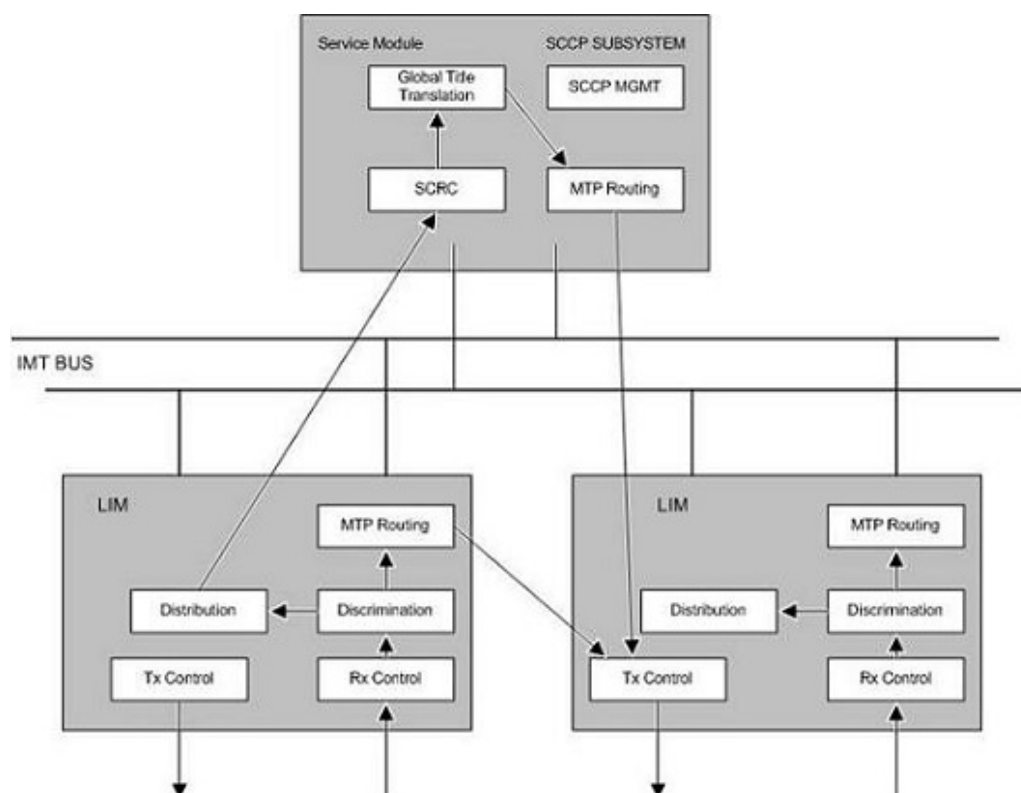 Service Module
SCCP SUBSYSTEM
Global Title
Translation
SCCP MGMT
SCRC
MTP Routing
IMT BUS
LIM
MTP Routing
Distribution
Discrimination
Tx Control
Rx Control
LIM
MTP Routing
Distribution
Discrimination
Tx Control
Rx Control